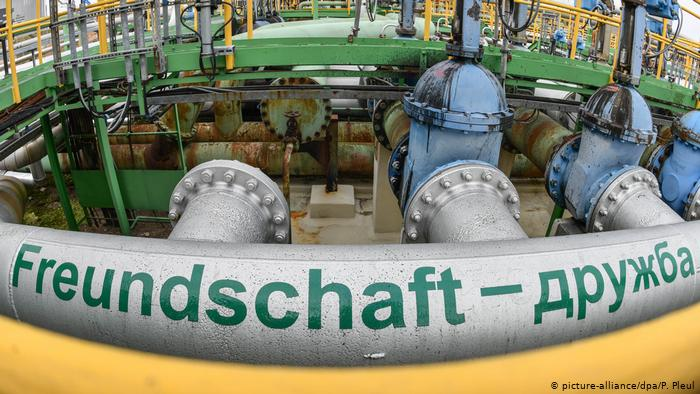 Freundschaft – дружба
© picture-alliance/dpa/P. Pleul